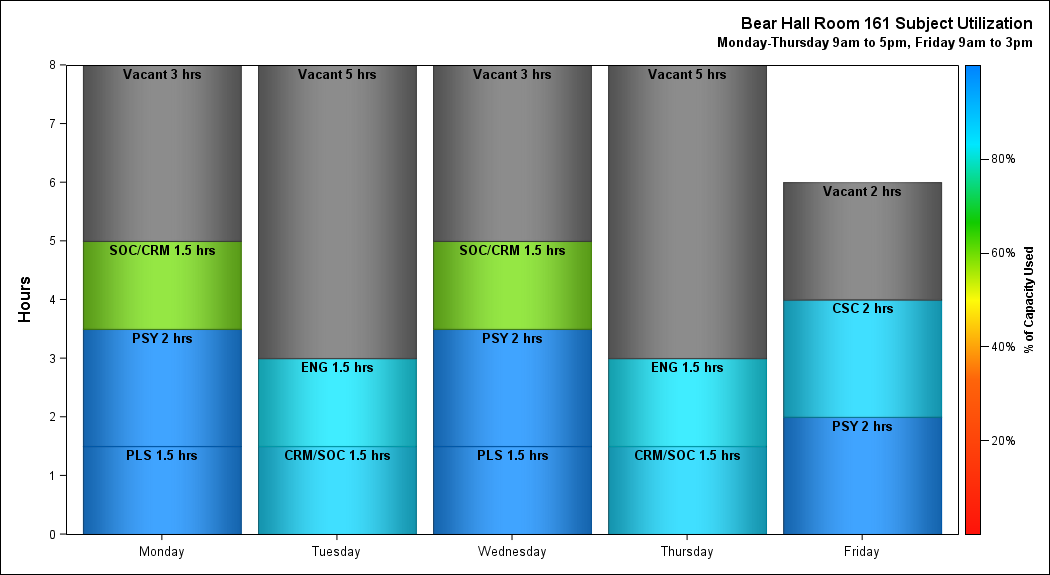 Bear Hall Room 161 Subject Utilization
Monday-Thursday 9am to 5pm, Friday 9am to 3pm
Hours
8
7
6
5
4
3
2
1
0
Vacant 3 hrs
SOC/CRM 1.5 hrs
PSY 2 hrs
PLS 1.5 hrs
Monday
Vacant 5 hrs
ENG 1.5 hrs
CRM/SOC 1.5 hrs
Tuesday
Vacant 3 hrs
SOC/CRM 1.5 hrs
PSY 2 hrs
PLS 1.5 hrs
Wednesday
Vacant 5 hrs
ENG 1.5 hrs
CRM/SOC 1.5 hrs
Thursday
Vacant 2 hrs
CSC 2 hrs
PSY 2 hrs
Friday
80%
60%
40%
20%
% of Capacity Used